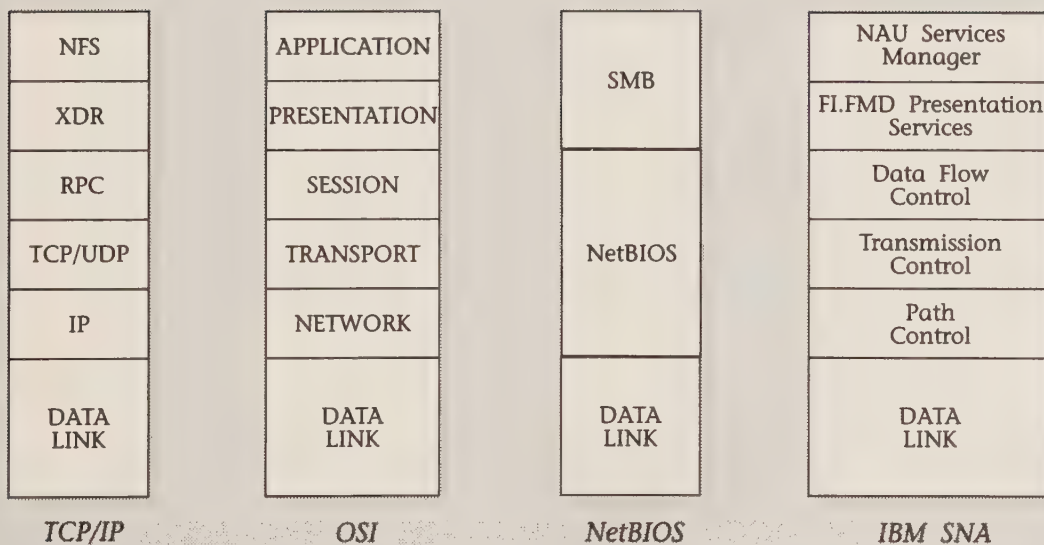 NFS
XDR
RPC
TCP/UDP
IP
DATA
LINK
TCP/IP
APPLICATION
PRESENTATION
SESSION
TRANSPORT
NETWORK
DATA
LINK
OSI
SMB
NetBIOS
DATA
LINK
NetBIOS
NAU Services
Manager
FI.FMD Presentation
Services
Data Flow
Control
Transmission
Control
Path
Control
DATA
LINK
IBM SNA